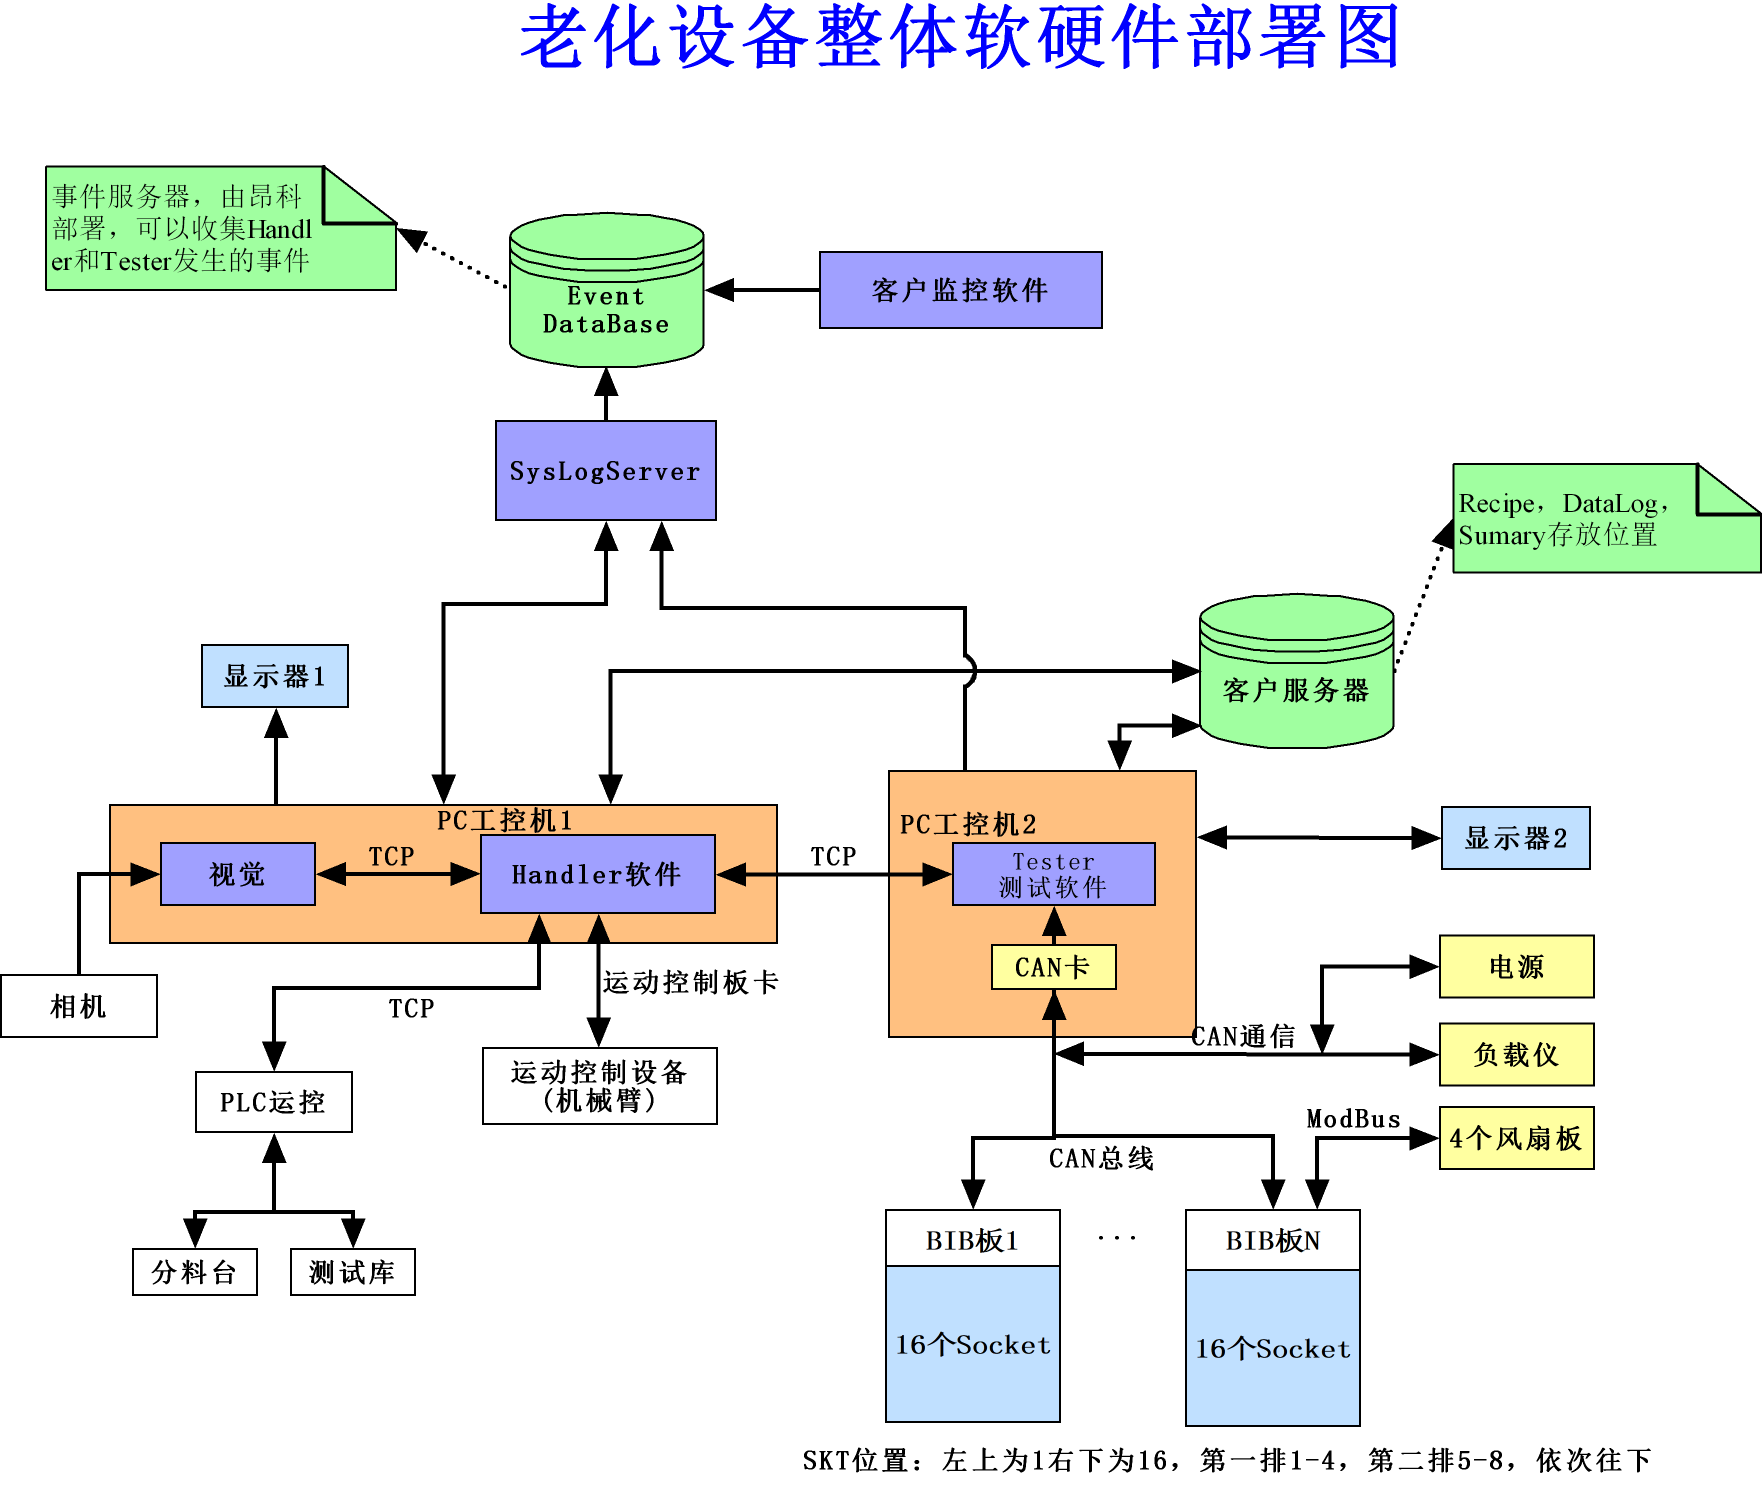 老化设备整体软硬件部署图
事件服务器，由昂科
部署，可以收集Handl
er和Tester发生的事件
Event
DataBase
客户监控软件
SysLogServer
Recipe，DataLog，
Sumary存放位置
显示器1
客户服务器
PC工控机1
PC工控机2
视觉
TCP
Handler软件
TCP
Tester
测试软件
显示器2
CAN卡
电源
相机
TCP
运动控制板卡
CAN通信
负载仪
PLC运控
运动控制设备
(机械臂)
ModBus
4个风扇板
CAN总线
分料台
测试库
BIB板1
...
BIB板N
16个Socket
16个Socket
SKT位置：左上为1右下为16，第一排1-4，第二排5-8，依次往下